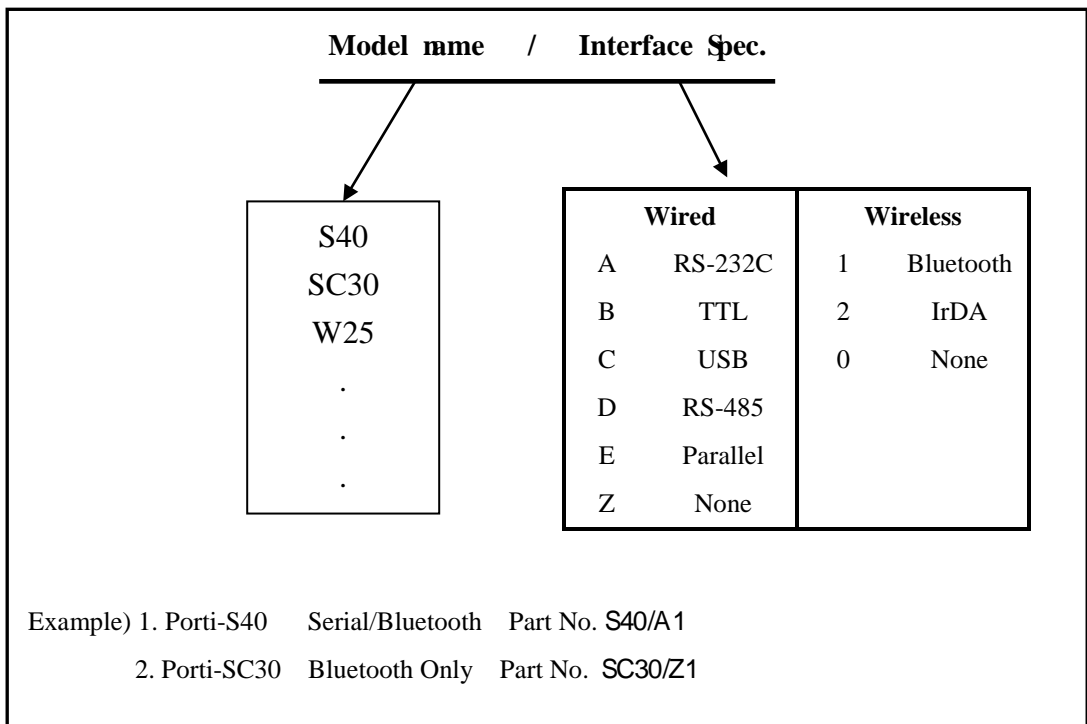 Model name / Interface Spec.
S40
SC30
W25
.
.
.
Wired Wireless
A RS-232C 1 Bluetooth
B TTL 2 IrDA
C USB 0 None
D RS-485
E Parallel
Z None
Example) 1. Porti-S40 Serial/Bluetooth Part No. S40/A1
2. Porti-SC30 Bluetooth Only Part No. SC30/Z1